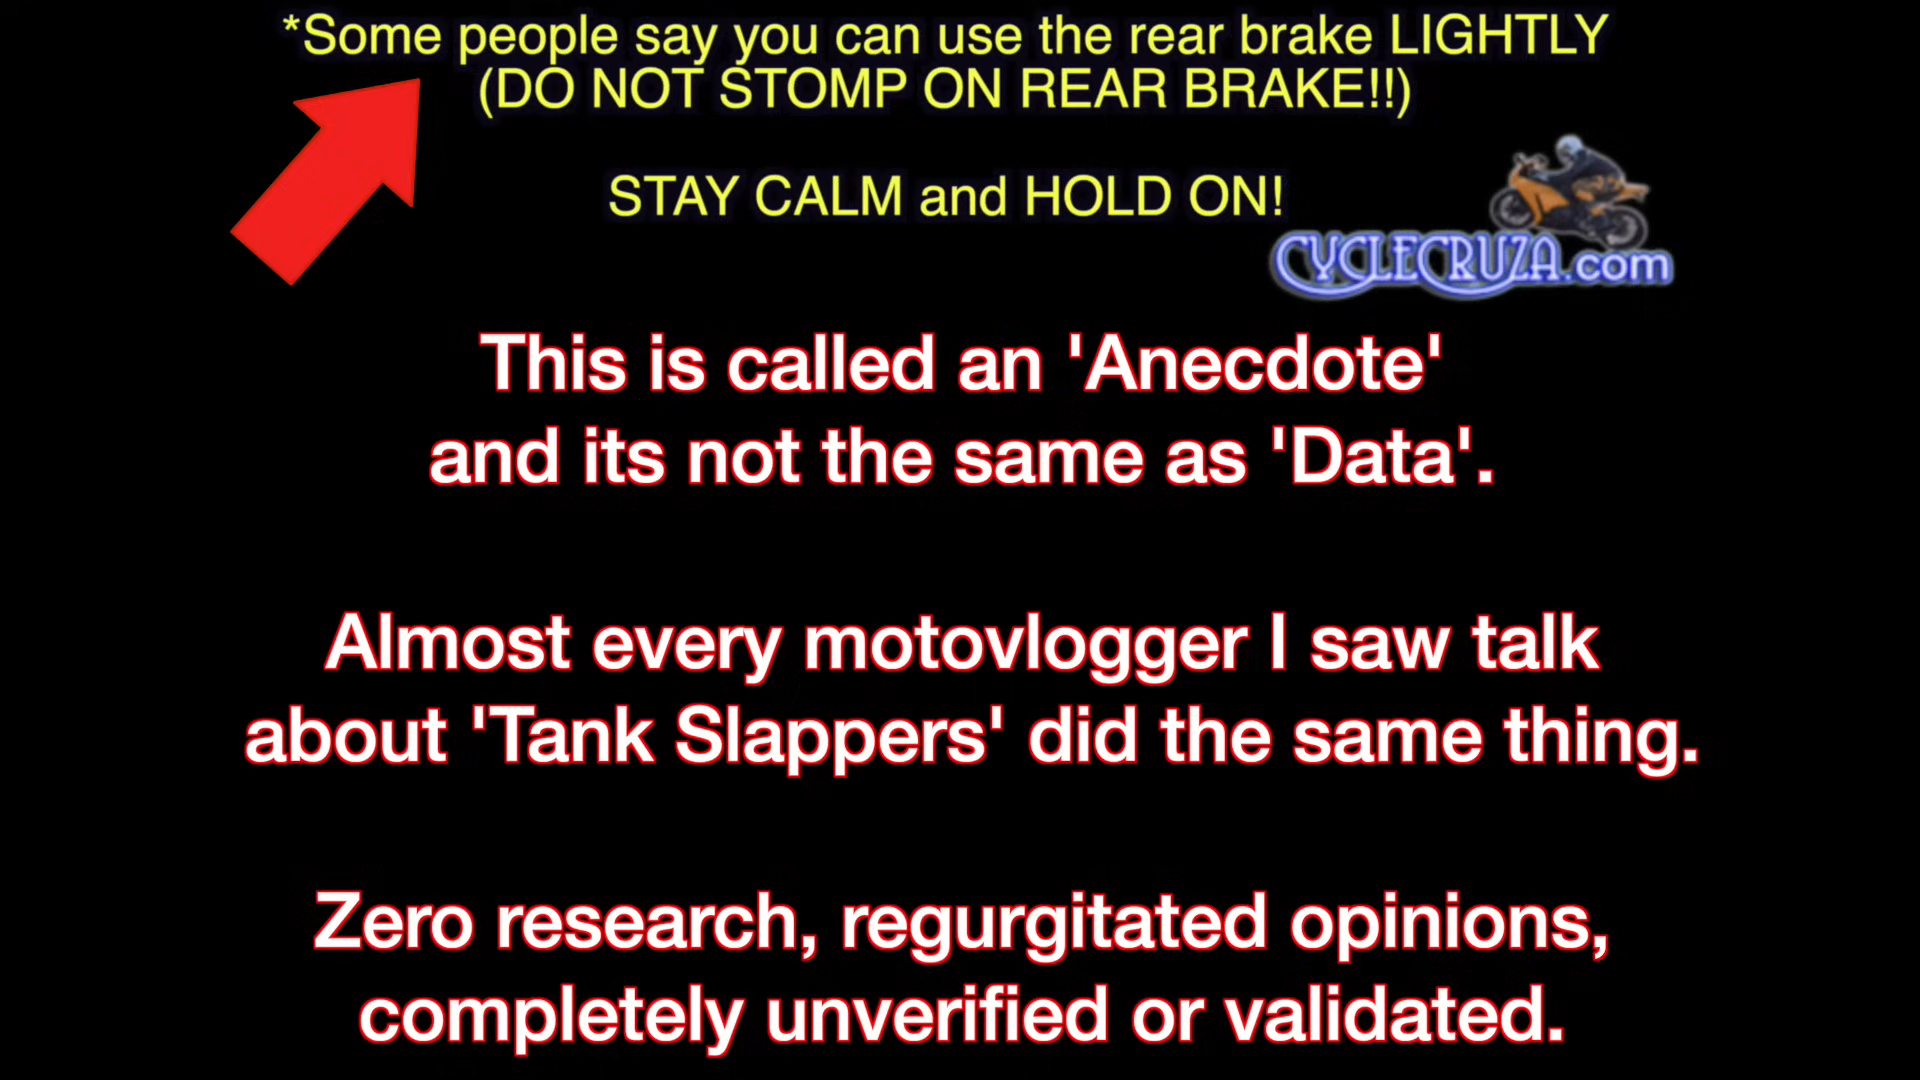 *Some people say you can use the rear brake LIGHTLY
(DO NOT STOMP ON REAR BRAKE!!)
STAY CALM and HOLD ON!
CYCLECRUZA.com
This is called an 'Anecdote'
and its not the same as 'Data'.
Almost every motovlogger I saw talk
about 'Tank Slappers' did the same thing.
Zero research, regurgitated opinions,
completely unverified or validated.